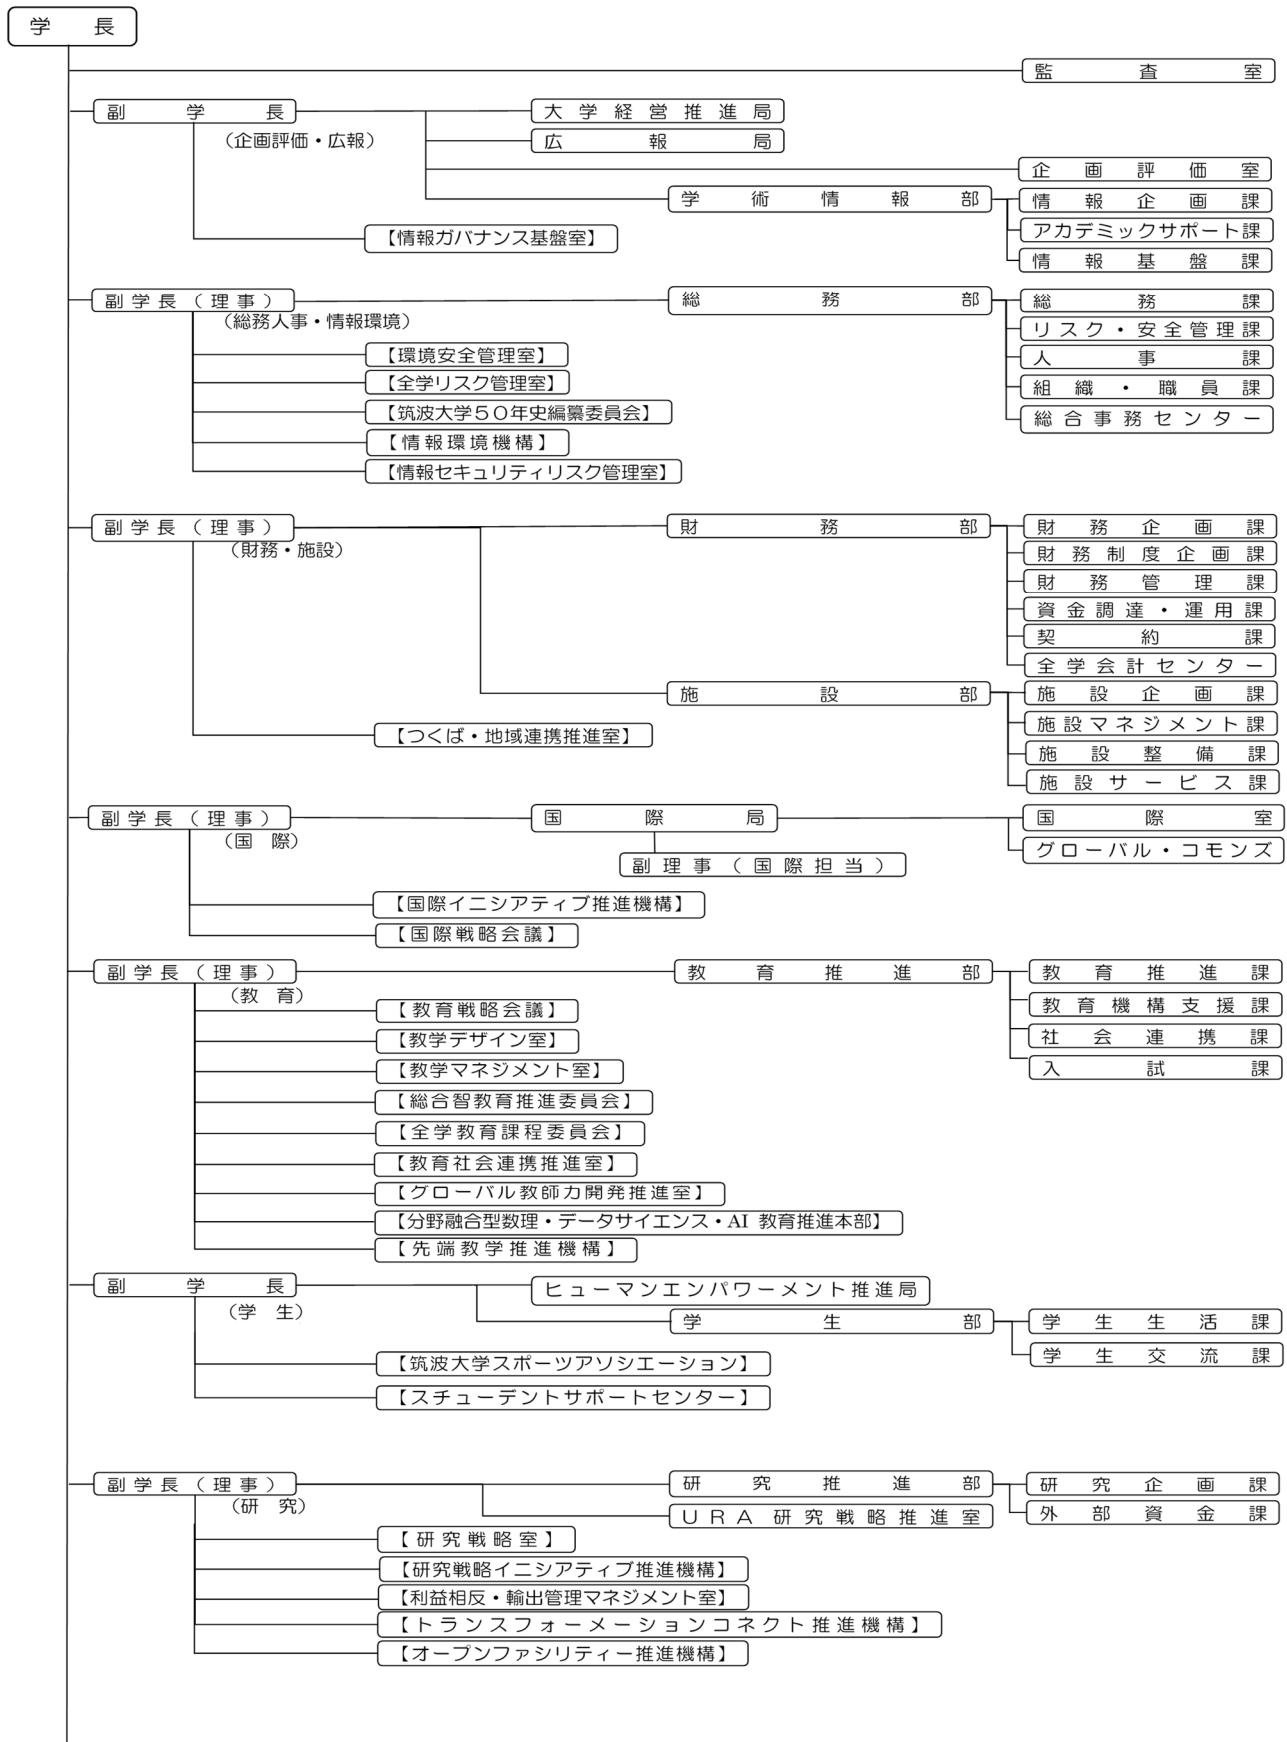 学長
監査室
副学長
(企画評価・広報)
大学経営推進局
広報局
企画評価室
学術情報部
情報企画課
アカデミックサポート課
情報基盤課
【情報ガバナンス基盤室】
副学長(理事)
(総務人事・情報環境)
総務部
総務課
リスク・安全管理課
人事課
組織・職員課
総合事務センター
【環境安全管理室】
【全学リスク管理室】
【筑波大学50年史編纂委員会】
【情報環境機構】
【情報セキュリティリスク管理室】
副学長(理事)
(財務・施設)
財務部
財務企画課
財務制度企画課
財務管理課
資金調達・運用課
契約課
全学会計センター
施設部
施設企画課
施設マネジメント課
施設整備課
施設サービス課
【つくば・地域連携推進室】
副学長(理事)
(国 際)
国際局
国際室
グローバル・コモンズ
副理事(国際担当)
【国際イニシアティブ推進機構】
【国際戦略会議】
副学長(理事)
(教 育)
教育推進部
教育推進課
教育機構支援課
社会連携課
入試課
【教育戦略会議】
【教学デザイン室】
【教学マネジメント室】
【総合智教育推進委員会】
【全学教育課程委員会】
【教育社会連携推進室】
【グローバル教師力開発推進室】
【分野融合型数理・データサイエンス・AI 教育推進本部】
【先端教学推進機構】
副学長
(学 生)
ヒューマンエンパワーメント推進局
学生部
学生生活課
学生交流課
【筑波大学スポーツアソシエーション】
【スチューデントサポートセンター】
副学長(理事)
(研 究)
研究推進部
研究企画課
外部資金課
URA 研究戦略推進室
【研究戦略室】
【研究戦略イニシアティブ推進機構】
【利益相反・輸出管理マネジメント室】
【トランスフォーメーションコネクト推進機構】
【オープンファシリティー推進機構】